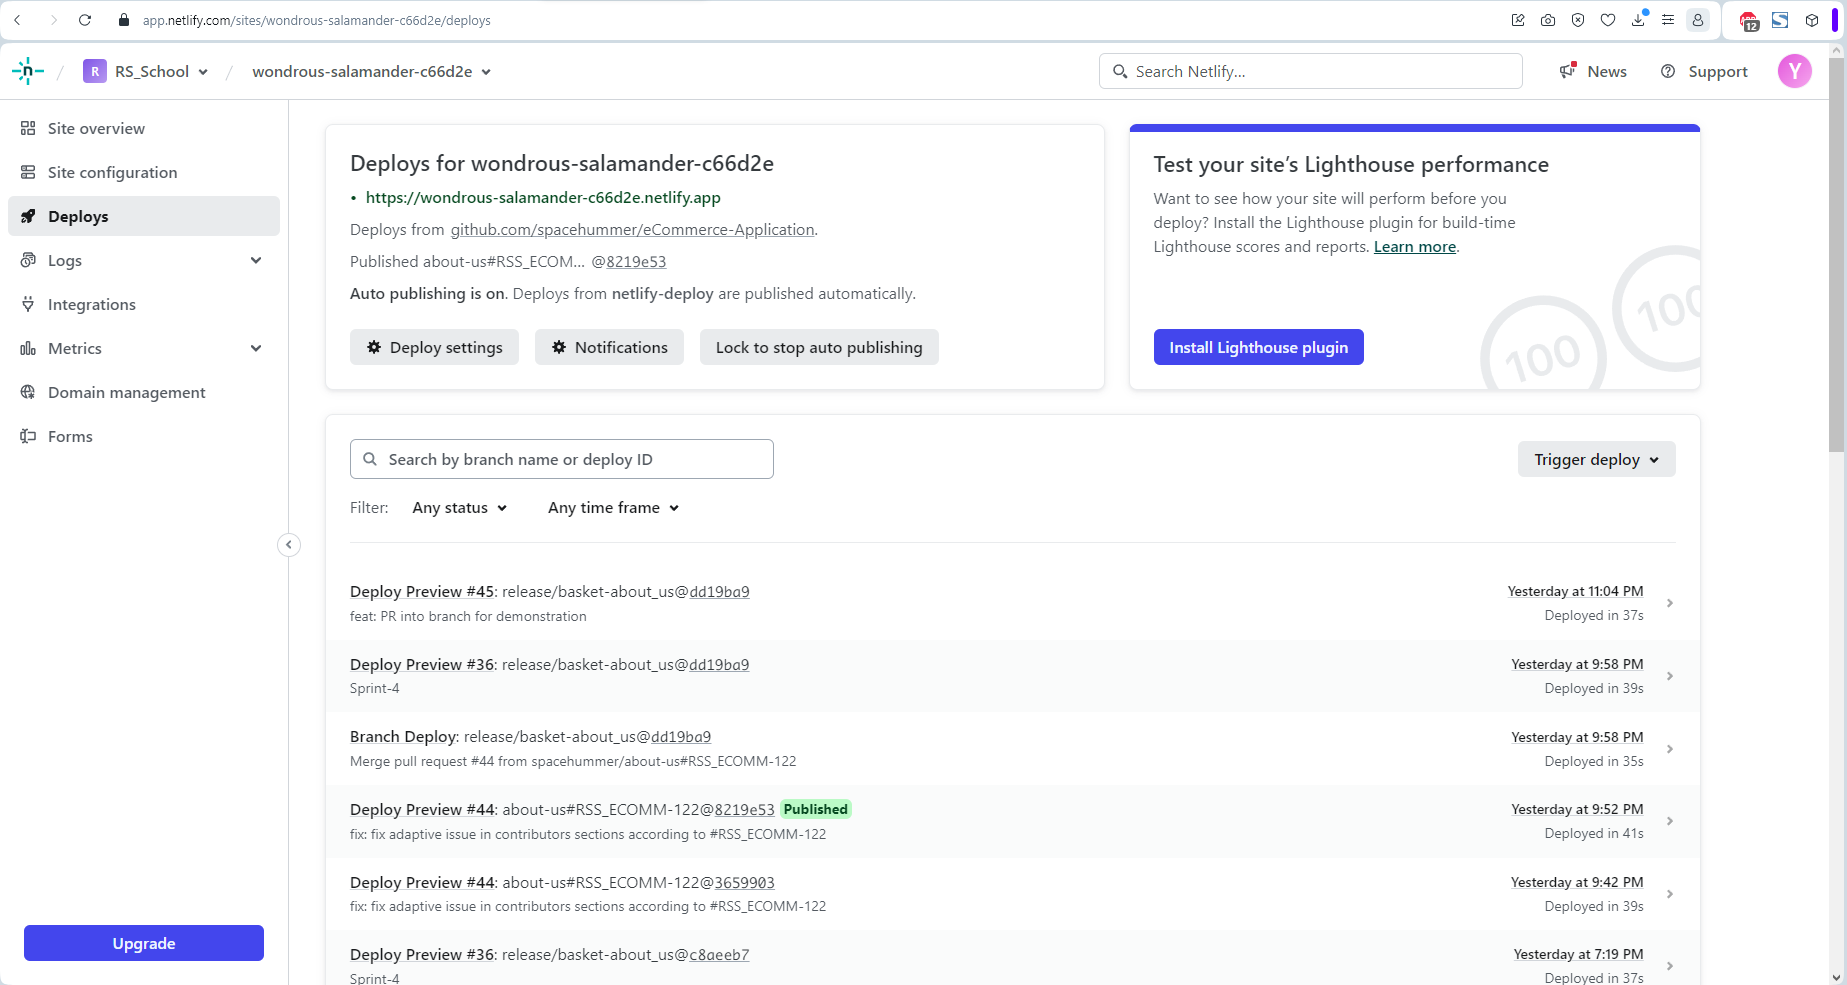 app.netlify.com/sites/wondrous-salamander-c66d2e/deploys
12
n / R RS_School / wondrous-salamander-c66d2e
Search Netlify...
News
Support
Y
Site overview
Site configuration
Deploys
Logs
Integrations
Metrics
Domain management
Forms
Upgrade
Deploys for wondrous-salamander-c66d2e
• https://wondrous-salamander-c66d2e.netlify.app
Deploys from github.com/spacehummer/eCommerce-Application.
Published about-us#RSS_ECOM... @8219e53
Auto publishing is on. Deploys from netlify-deploy are published automatically.
Deploy settings
Notifications
Lock to stop auto publishing
Test your site’s Lighthouse performance
Want to see how your site will perform before you
deploy? Install the Lighthouse plugin for build-time
Lighthouse scores and reports. Learn more.
Install Lighthouse plugin
100
100
Search by branch name or deploy ID
Trigger deploy
Filter: Any status Any time frame
Deploy Preview #45: release/basket-about_us@dd19ba9
feat: PR into branch for demonstration
Yesterday at 11:04 PM
Deployed in 37s
Deploy Preview #36: release/basket-about_us@dd19ba9
Sprint-4
Yesterday at 9:58 PM
Deployed in 39s
Branch Deploy: release/basket-about_us@dd19ba9
Merge pull request #44 from spacehummer/about-us#RSS_ECOMM-122
Yesterday at 9:58 PM
Deployed in 35s
Deploy Preview #44: about-us#RSS_ECOMM-122@8219e53 Published
fix: fix adaptive issue in contributors sections according to #RSS_ECOMM-122
Yesterday at 9:52 PM
Deployed in 41s
Deploy Preview #44: about-us#RSS_ECOMM-122@3659903
fix: fix adaptive issue in contributors sections according to #RSS_ECOMM-122
Yesterday at 9:42 PM
Deployed in 39s
Deploy Preview #36: release/basket-about_us@c8aeeb7
Sprint-4
Yesterday at 7:19 PM
Deployed in 37s